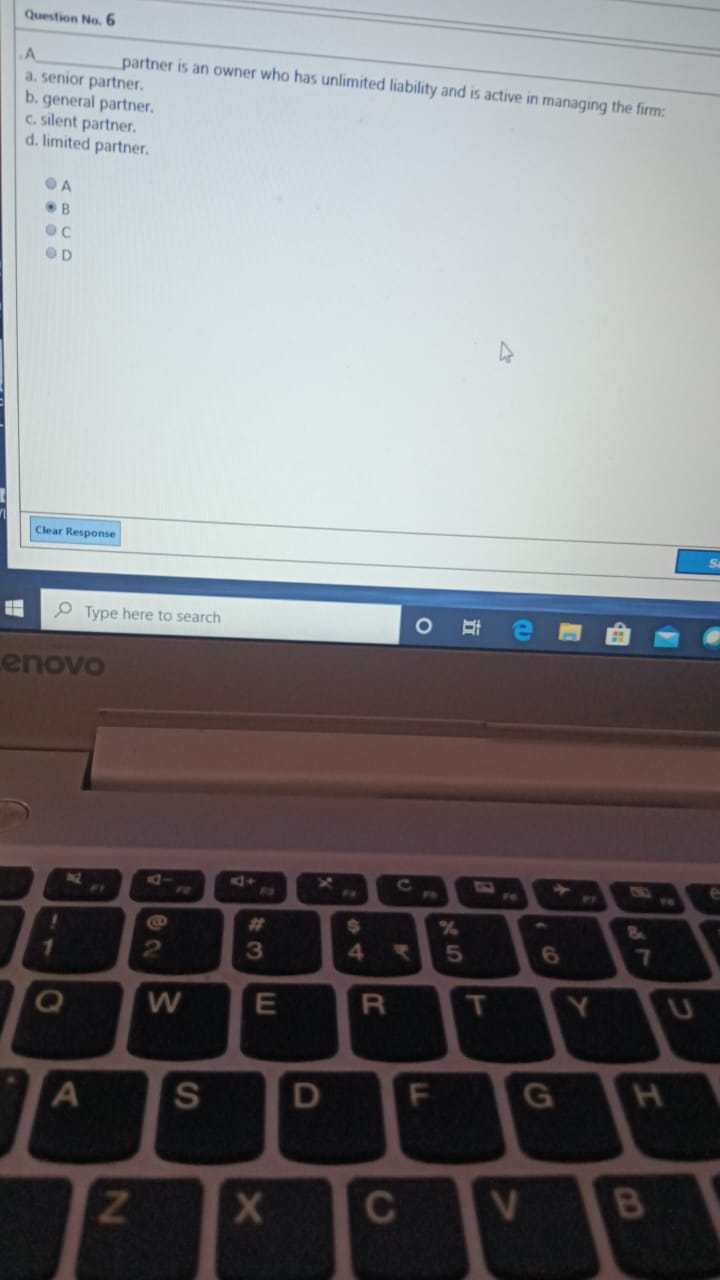 Question No. 6
A________partner is an owner who has unlimited liability and is active in managing the firm:
a. senior partner.
b. general partner.
c. silent partner.
d. limited partner.
A
B
C
D
Clear Response
Type here to search
enovo
F1 F2 F3 F4 F5 F6 F7 F8
! @ # $ % ^ &
1 2 3 4 ₹ 5 6 7
Q W E R T Y U
A S D F G H
Z X C V B